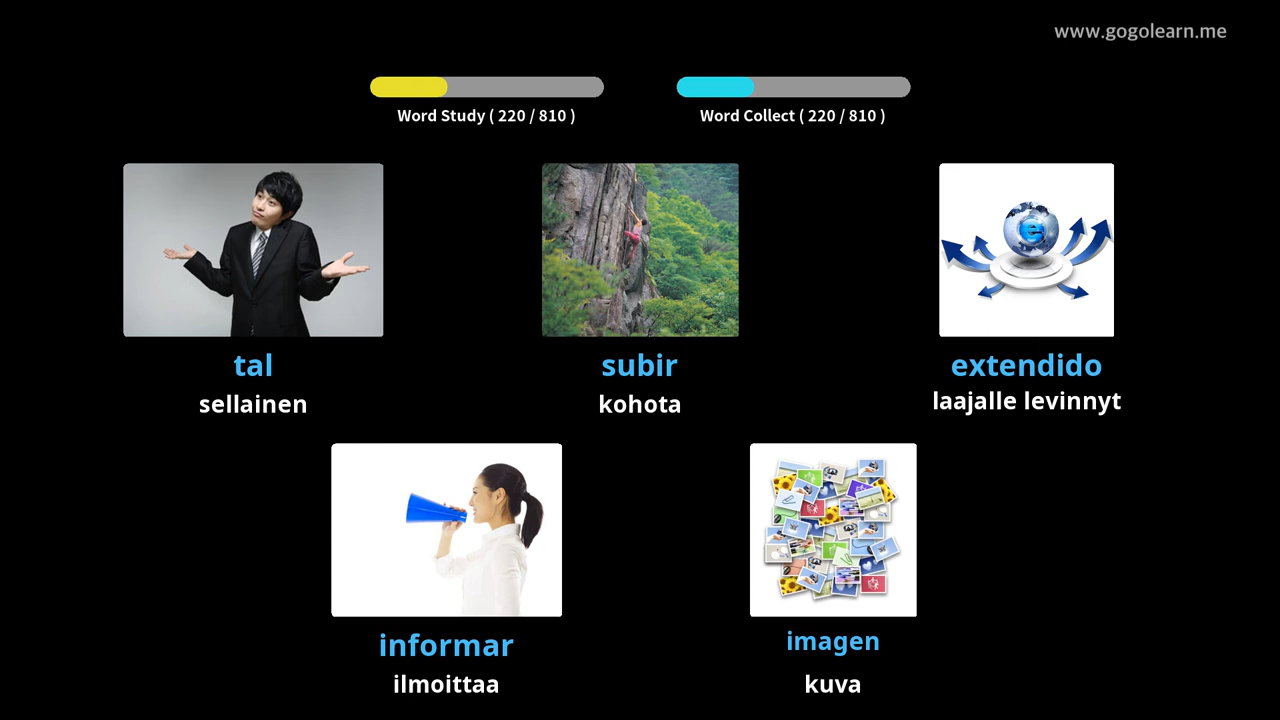 www.gogolearn.me
Word Study ( 220 / 810 )
Word Collect ( 220 / 810 )
tal
sellainen
subir
kohota
extendido
laajalle levinnyt
informar
ilmoittaa
imagen
kuva